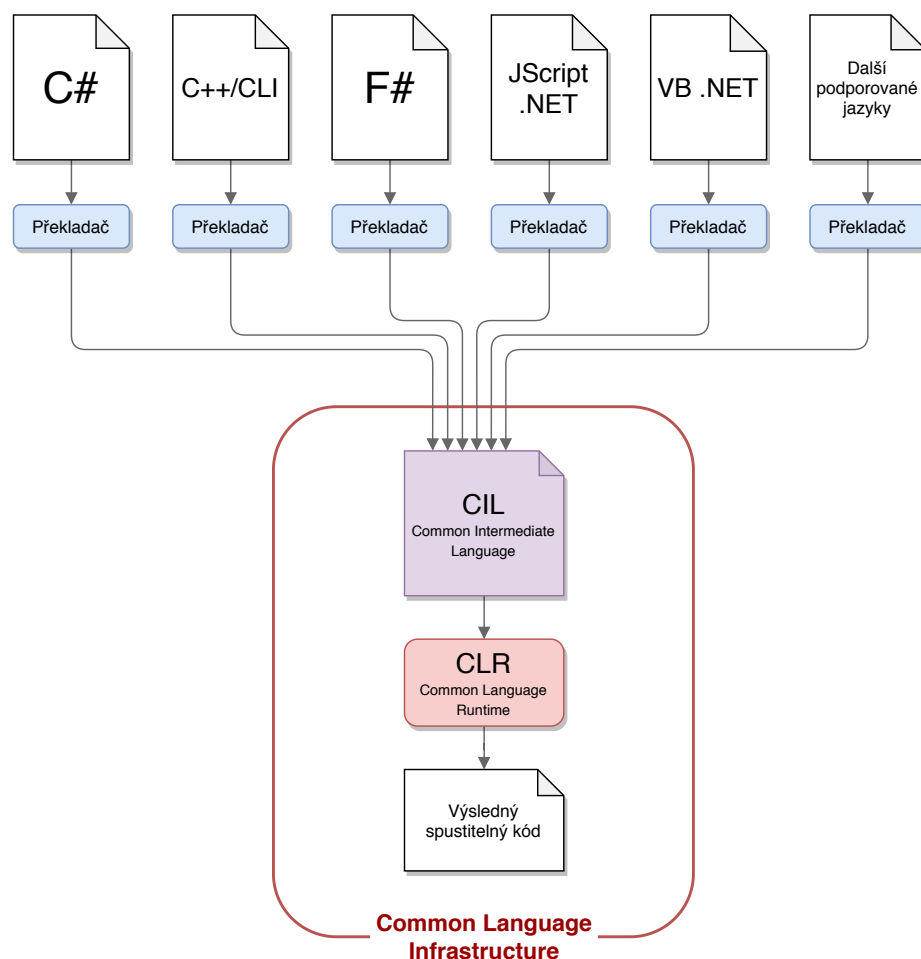 C#
C++/CLI
F#
JScript
.NET
VB .NET
Další
podporované
jazyky
Překladač
Překladač
Překladač
Překladač
Překladač
Překladač
CIL
Common Intermediate
Language
CLR
Common Language
Runtime
Výsledný
spustitelný kód
Common Language
Infrastructure